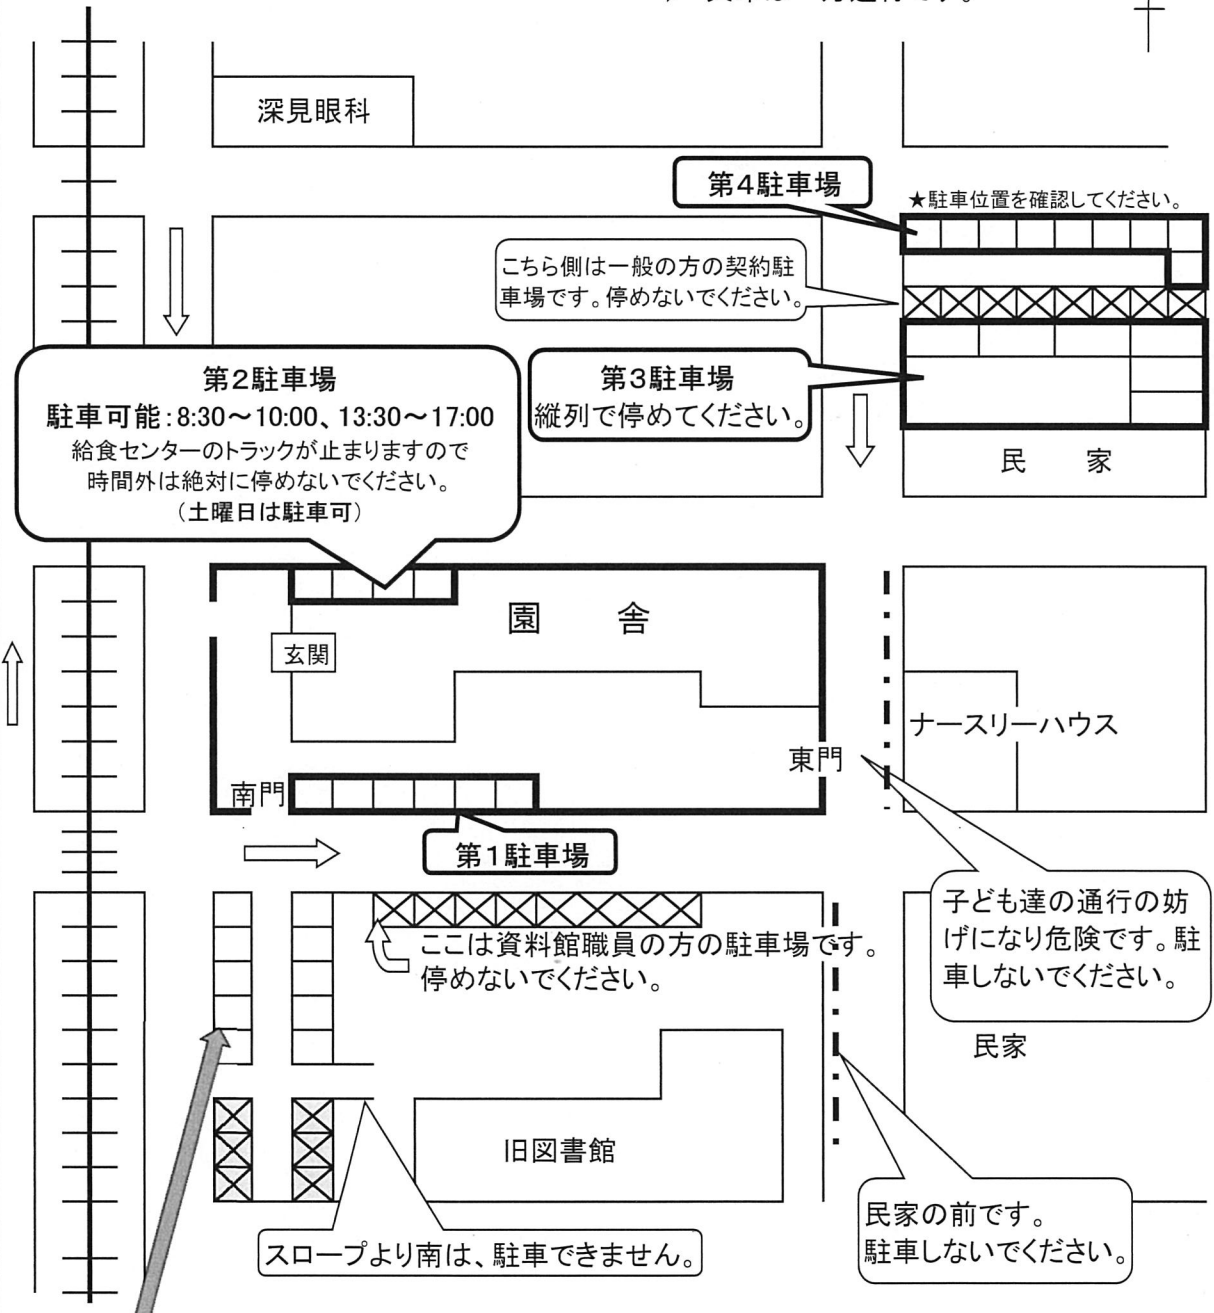 深見眼科
第4駐車場
★駐車位置を確認してください。
こちら側は一般の方の契約駐
車場です。停めないでください。
第2駐車場
駐車可能:8:30～10:00、13:30～17:00
給食センターのトラックが止まりますので
時間外は絶対に停めないでください。
(土曜日は駐車可)
第3駐車場
縦列で停めてください。
民　家
園　舎
玄関
ナースリーハウス
東門
南門
第1駐車場
子ども達の通行の妨
げになり危険です。駐
車しないでください。
ここは資料館職員の方の駐車場です。
停めないでください。
民家
旧図書館
民家の前です。
駐車しないでください。
スロープより南は、駐車できません。